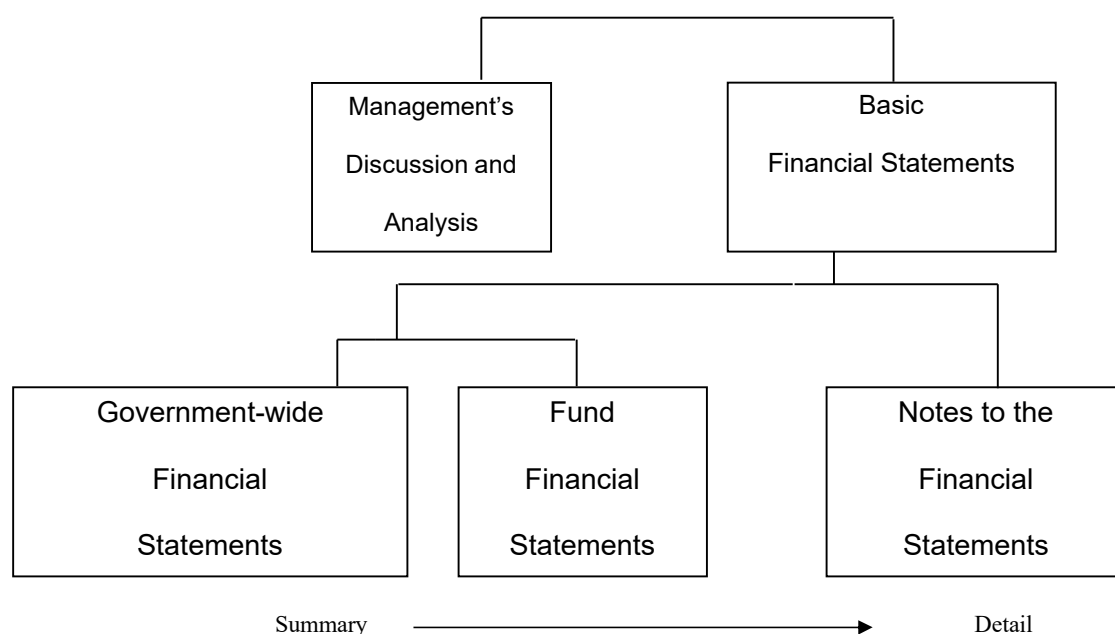 Management’s
Discussion and
Analysis
Basic
Financial Statements
Government-wide
Financial
Statements
Fund
Financial
Statements
Notes to the
Financial
Statements
Summary
Detail